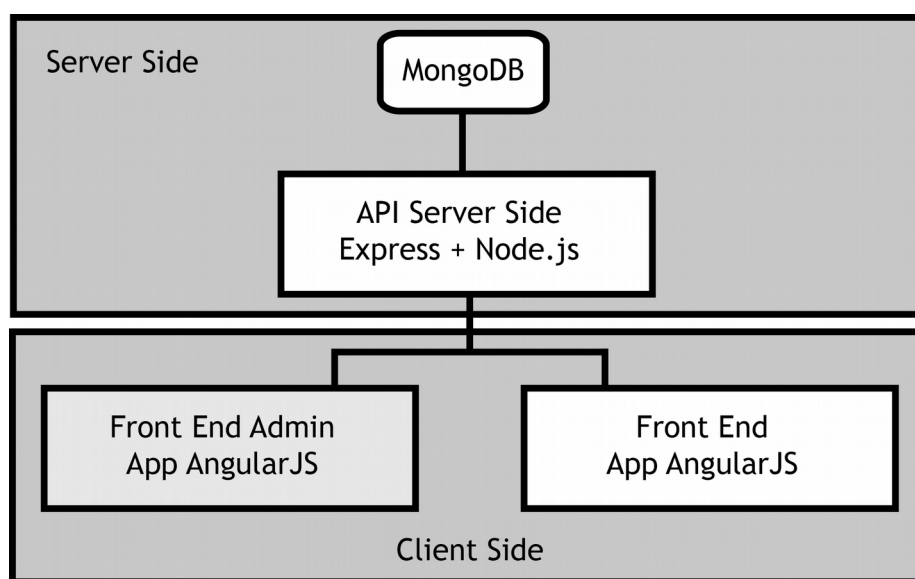 Server Side
MongoDB
API Server Side
Express + Node.js
Front End Admin
App AngularJS
Front End
App AngularJS
Client Side